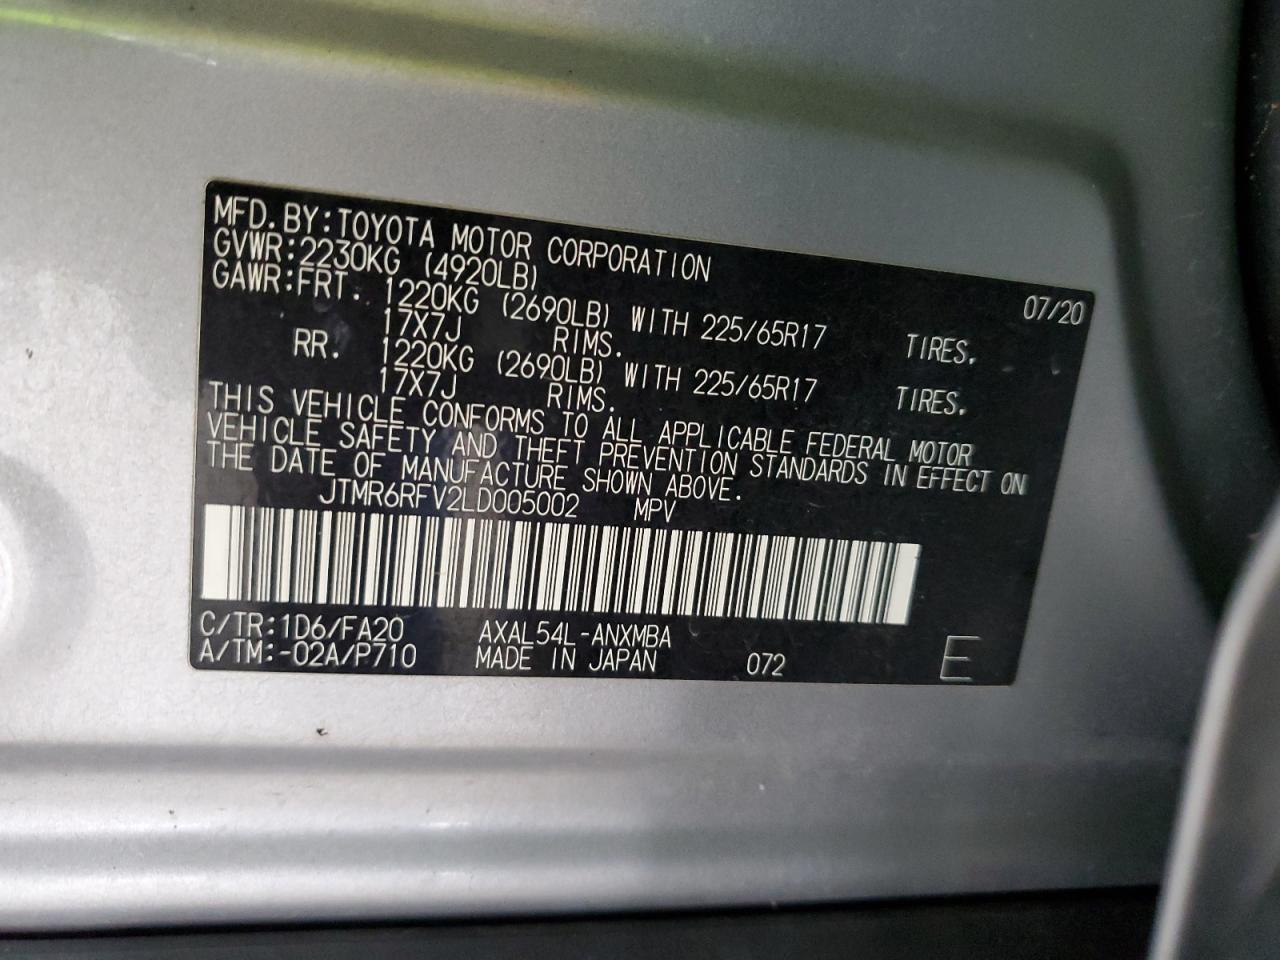 MFD. BY: TOYOTA MOTOR CORPORATION 07/20
GVWR: 2230KG (4920LB)
GAWR: FRT. 1220KG (2690LB) WITH 225/65R17 TIRES,
17X7J RIMS.
RR. 1220KG (2690LB) WITH 225/65R17 TIRES,
17X7J RIMS.
THIS VEHICLE CONFORMS TO ALL APPLICABLE FEDERAL MOTOR
VEHICLE SAFETY AND THEFT PREVENTION STANDARDS IN EFFECT ON
THE DATE OF MANUFACTURE SHOWN ABOVE.
JTMR6RFV2LD005002 MPV
C/TR: 1D6/FA20 AXAL54L-ANXMBA
A/TM: -02A/P710 MADE IN JAPAN 072 E